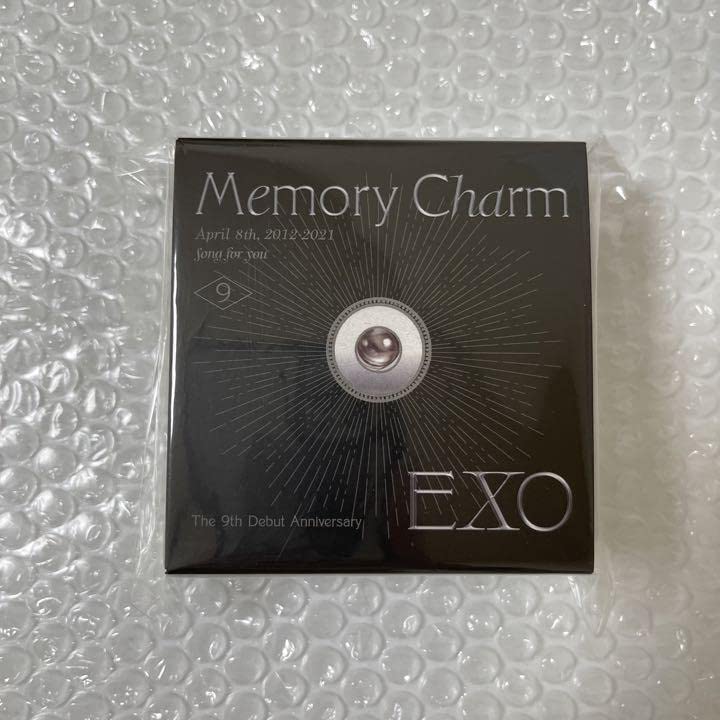 Memory Charm
April 8th, 2012-2021
Song for you
9
The 9th Debut Anniversary
EXO